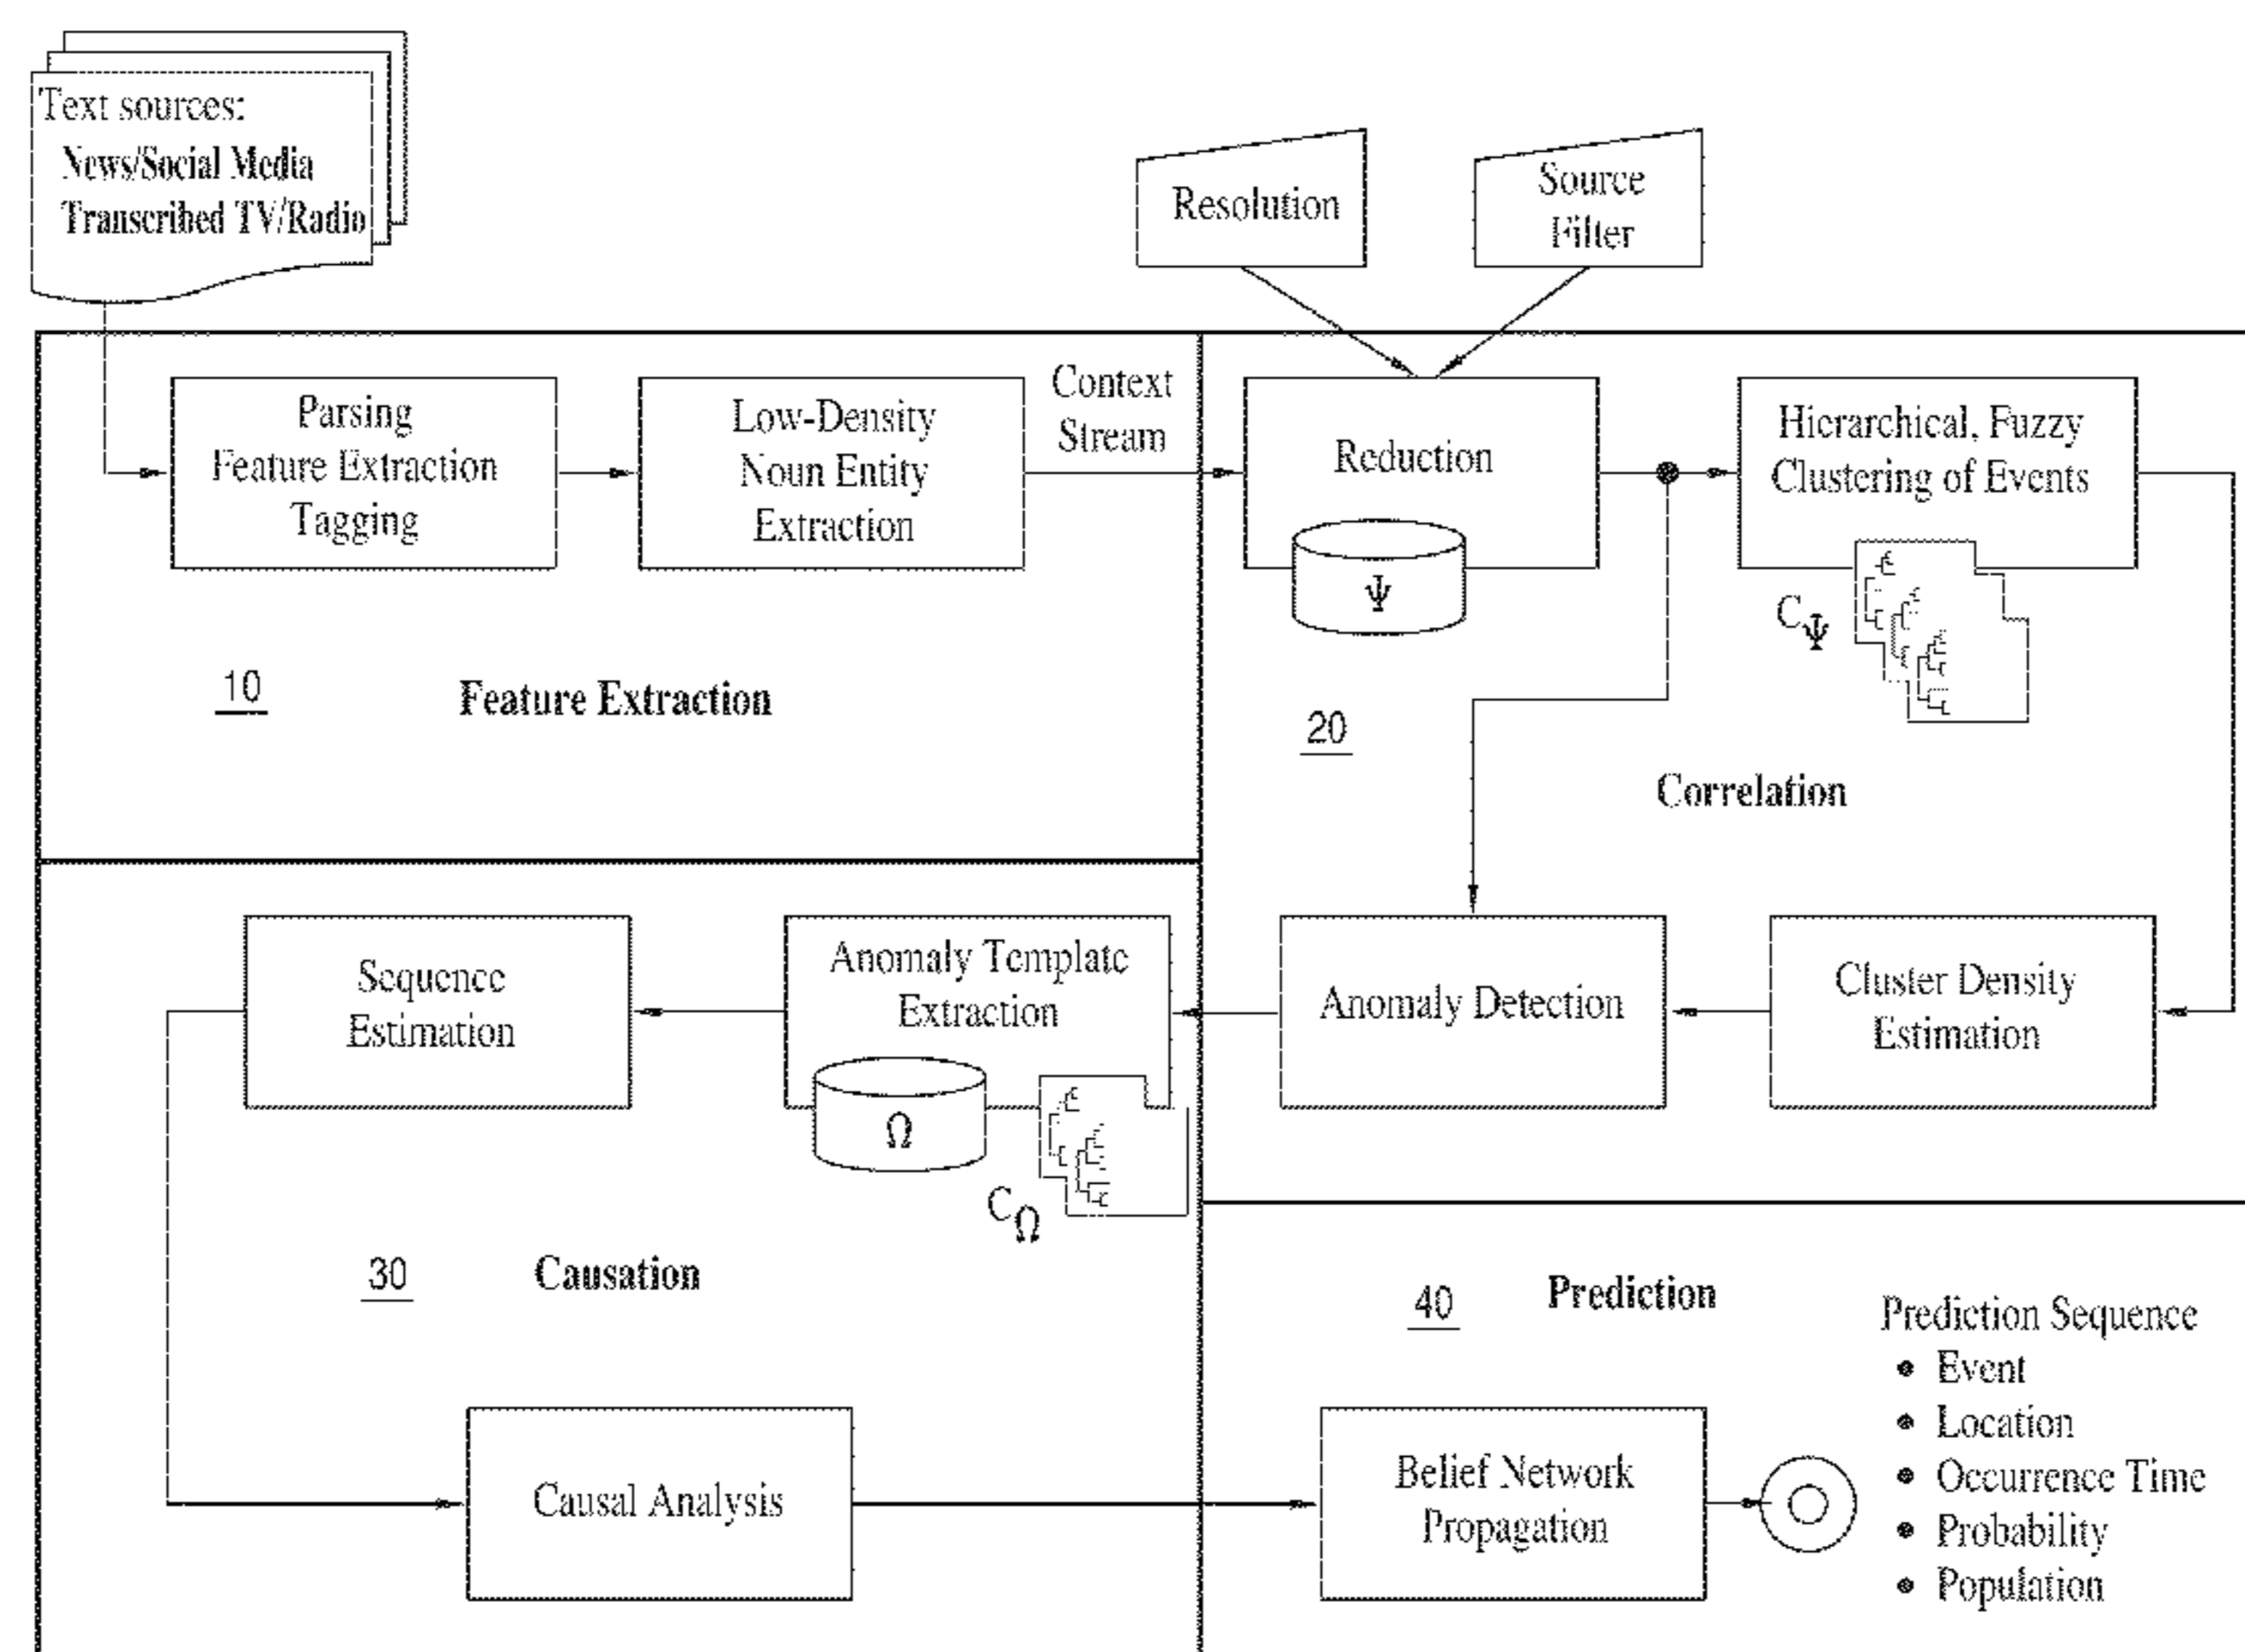 Text sources:
News/Social Media
Transcribed TV/Radio
Resolution
Source
Filter
Parsing
Feature Extraction
Tagging
Low-Density
Noun Entity
Extraction
Context
Stream
Reduction
Ψ
Hierarchical, Fuzzy
Clustering of Events
CΨ
10
Feature Extraction
20
Correlation
Sequence
Estimation
Anomaly Template
Extraction
Ω
CΩ
Anomaly Detection
Cluster Density
Estimation
30
Causation
40
Prediction
Prediction Sequence
• Event
• Location
• Occurrence Time
• Probability
• Population
Causal Analysis
Belief Network
Propagation